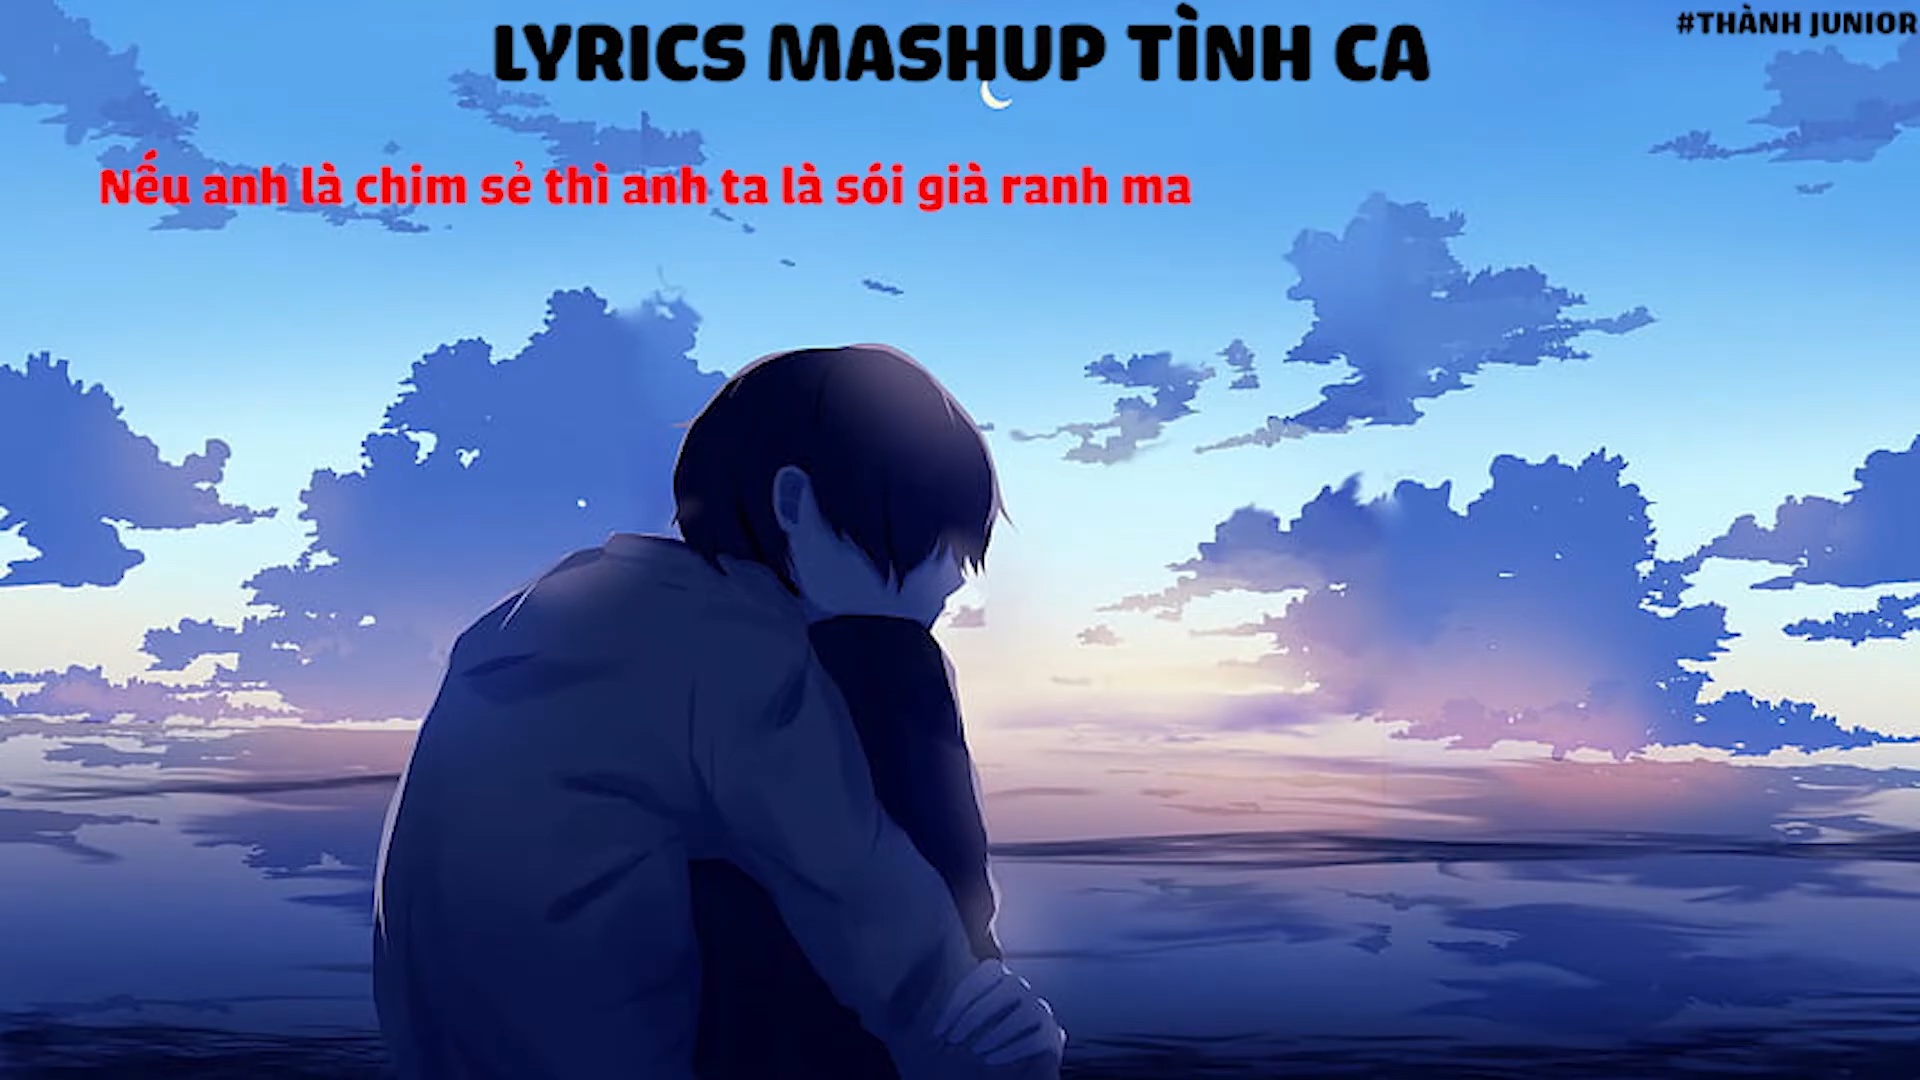 LYRICS MASHUP TÌNH CA
#THÀNH JUNIOR
Nếu anh là chim sẻ thì anh ta là sói già ranh ma